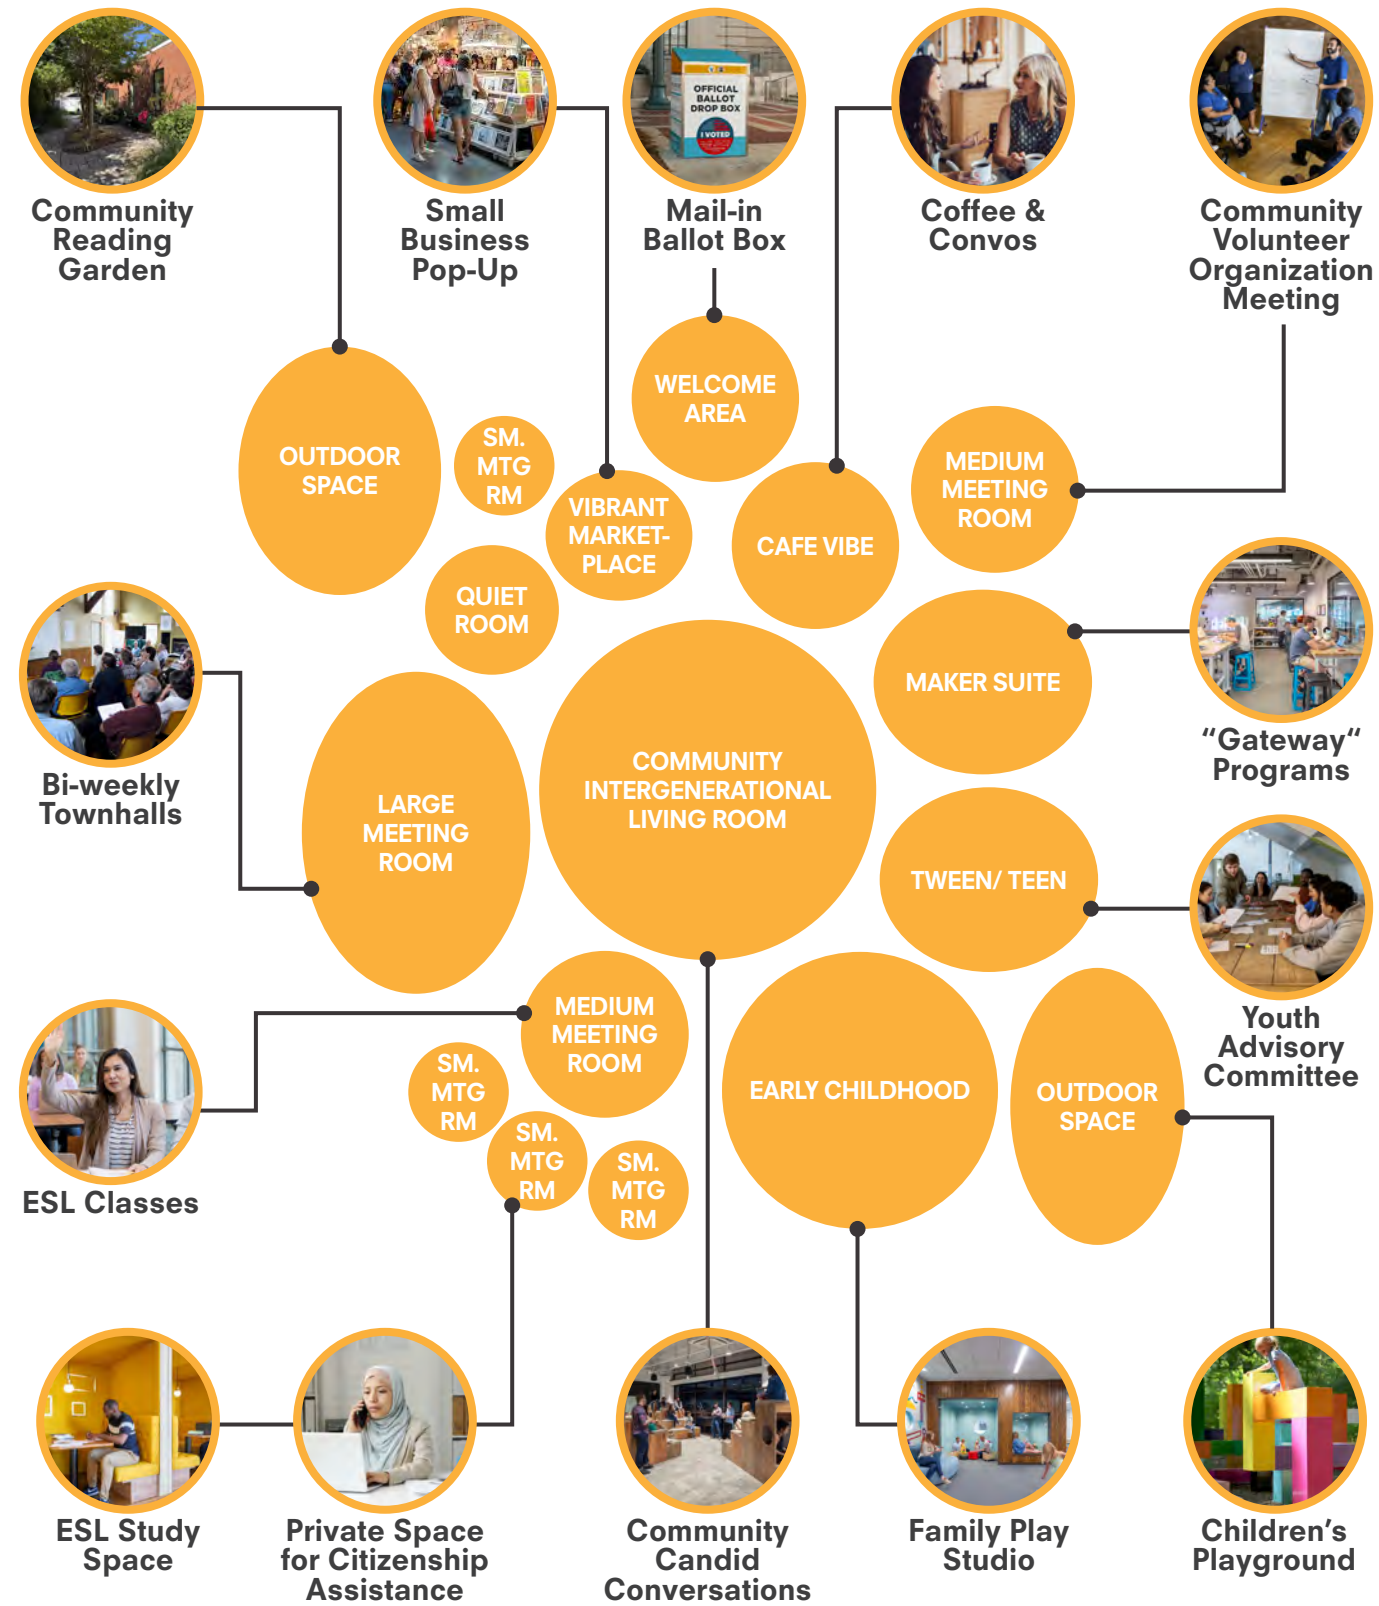 OFFICIAL
BALLOT
DROP BOX
I VOTED
Community
Reading
Garden
Small
Business
Pop-Up
Mail-in
Ballot Box
Coffee &
Convos
Community
Volunteer
Organization
Meeting
WELCOME
AREA
OUTDOOR
SPACE
SM.
MTG
RM
VIBRANT
MARKET-
PLACE
CAFE VIBE
MEDIUM
MEETING
ROOM
QUIET
ROOM
MAKER SUITE
“Gateway“
Programs
Bi-weekly
Townhalls
LARGE
MEETING
ROOM
COMMUNITY
INTERGENERATIONAL
LIVING ROOM
TWEEN/ TEEN
Youth
Advisory
Committee
MEDIUM
MEETING
ROOM
SM.
MTG
RM
SM.
MTG
RM
SM.
MTG
RM
EARLY CHILDHOOD
OUTDOOR
SPACE
ESL Classes
ESL Study
Space
Private Space
for Citizenship
Assistance
Community
Candid
Conversations
Family Play
Studio
Children’s
Playground